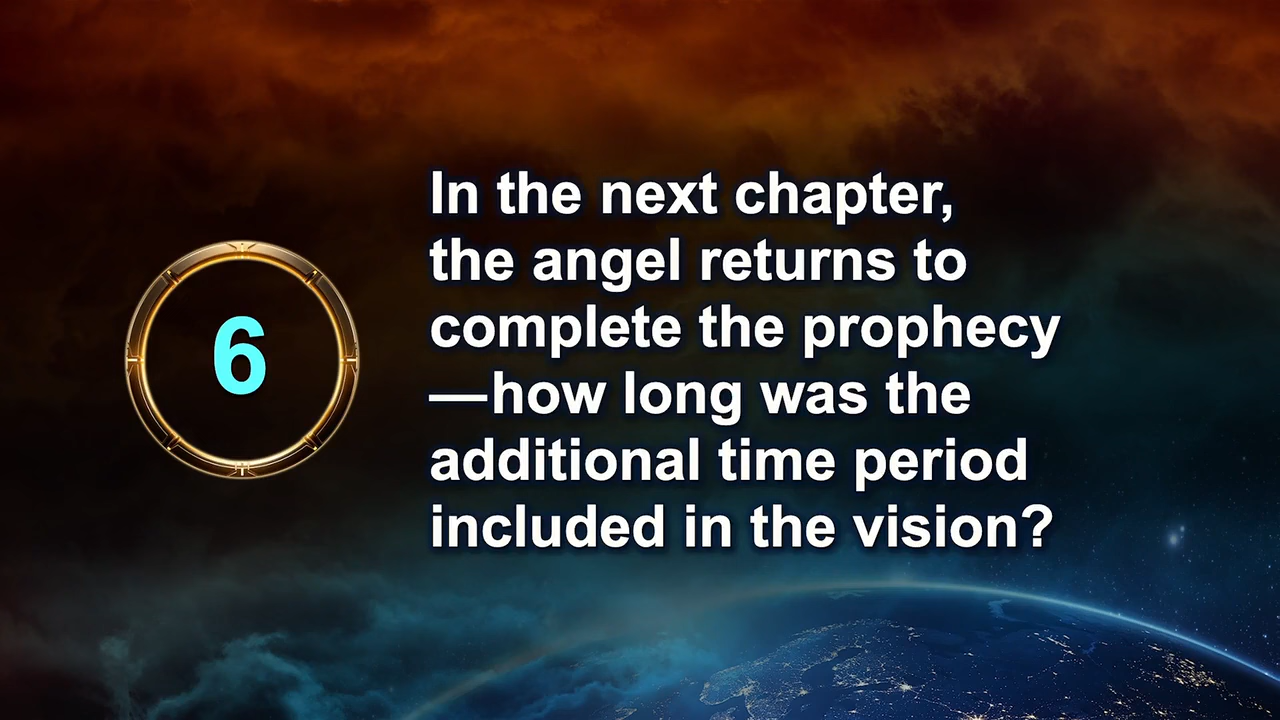 6
In the next chapter,
the angel returns to
complete the prophecy
—how long was the
additional time period
included in the vision?